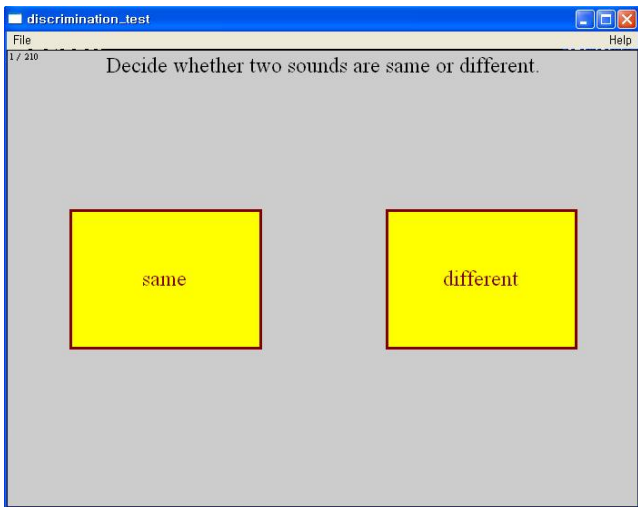 discrimination_test
File Help
1 / 210
Decide whether two sounds are same or different.
same different